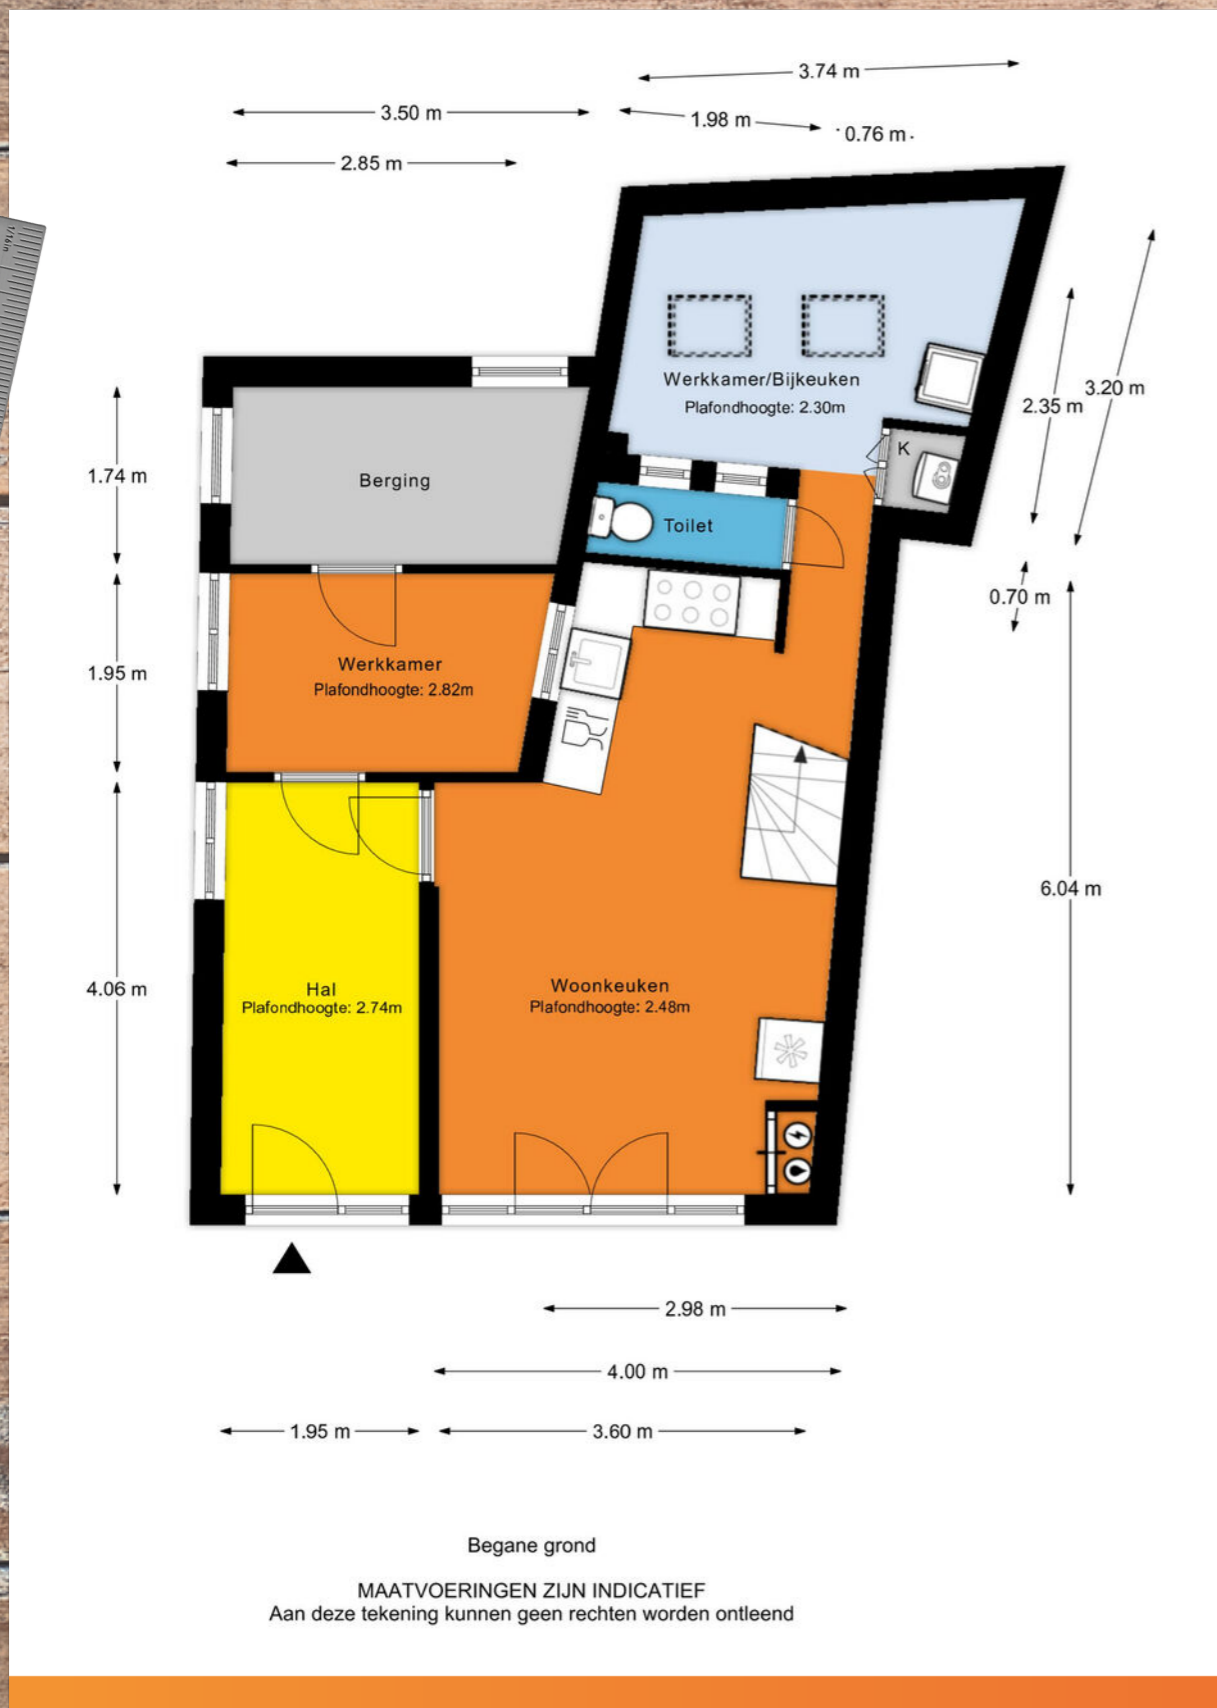 3.74 m
3.50 m
1.98 m
0.76 m
2.85 m
1/16in
Werkkamer/Bijkeuken
Plafondhoogte: 2.30m
3.20 m
2.35 m
K
1.74 m
Berging
Toilet
0.70 m
1.95 m
Werkkamer
Plafondhoogte: 2.82m
6.04 m
4.06 m
Hal
Plafondhoogte: 2.74m
Woonkeuken
Plafondhoogte: 2.48m
2.98 m
4.00 m
1.95 m
3.60 m
Begane grond
MAATVOERINGEN ZIJN INDICATIEF
Aan deze tekening kunnen geen rechten worden ontleend